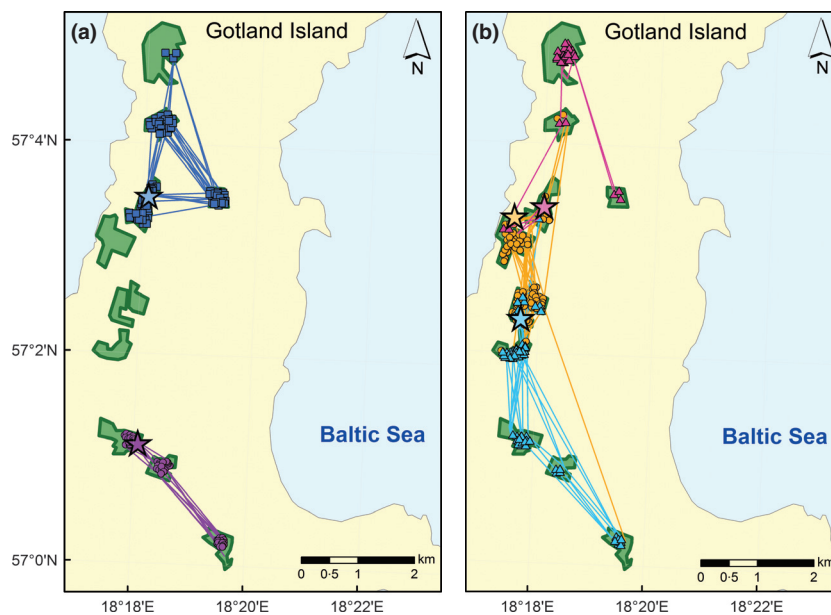 (a) Gotland Island
N
57°4′N
57°2′N
Baltic Sea
57°0′N
km
0 0·5 1 2
18°18′E 18°20′E 18°22′E
(b) Gotland Island
N
Baltic Sea
km
0 0·5 1 2
18°18′E 18°20′E 18°22′E